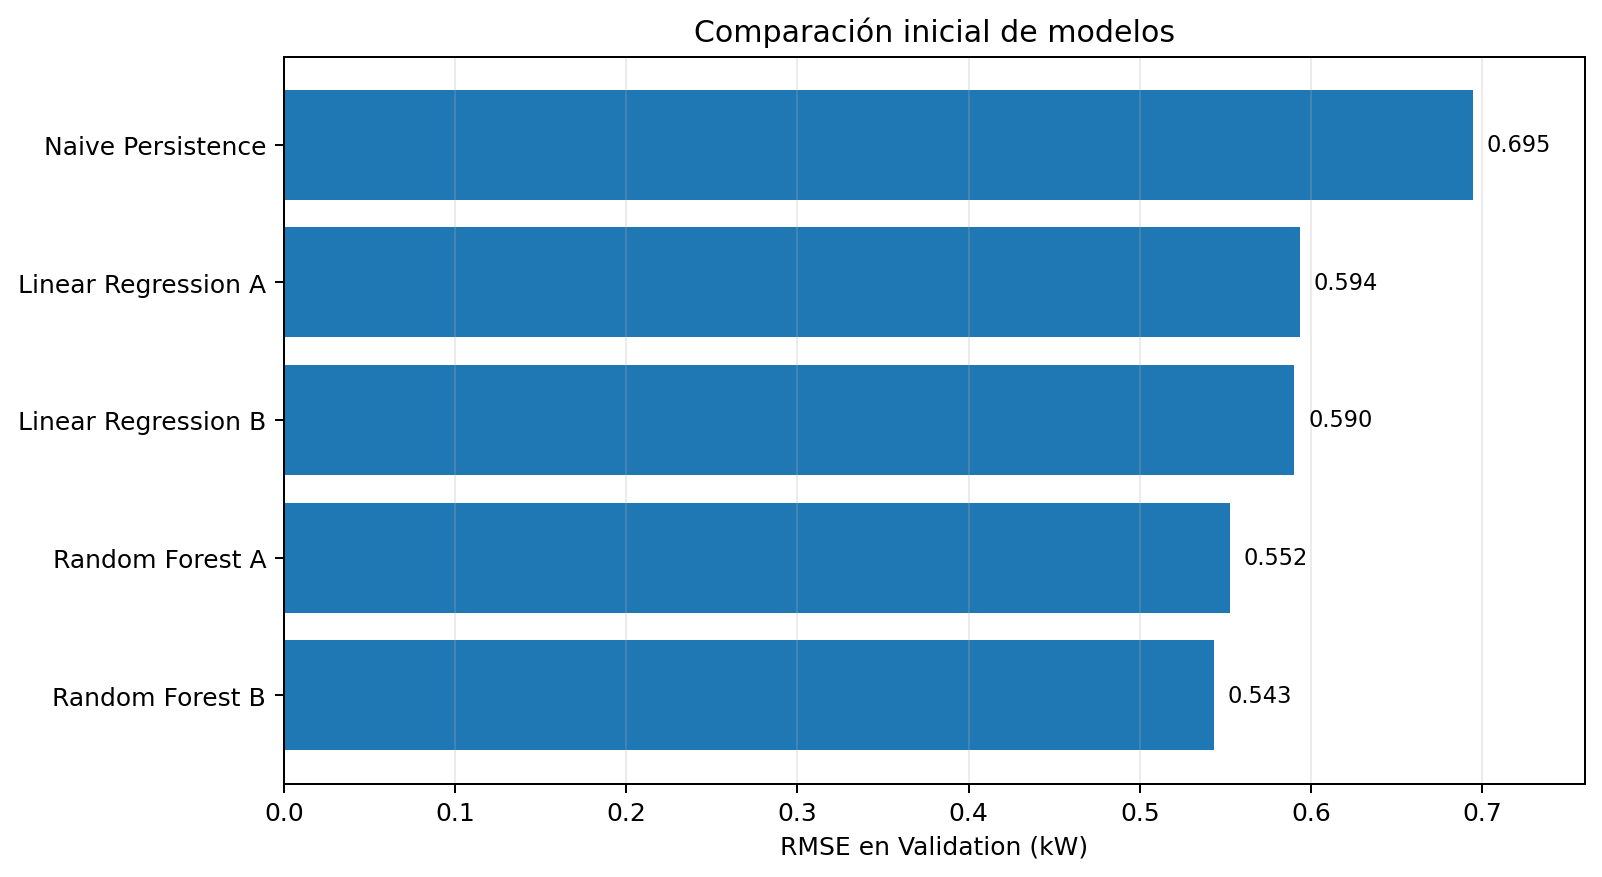 Comparación inicial de modelos
Naive Persistence 0.695
Linear Regression A 0.594
Linear Regression B 0.590
Random Forest A 0.552
Random Forest B 0.543
0.0 0.1 0.2 0.3 0.4 0.5 0.6 0.7
RMSE en Validation (kW)